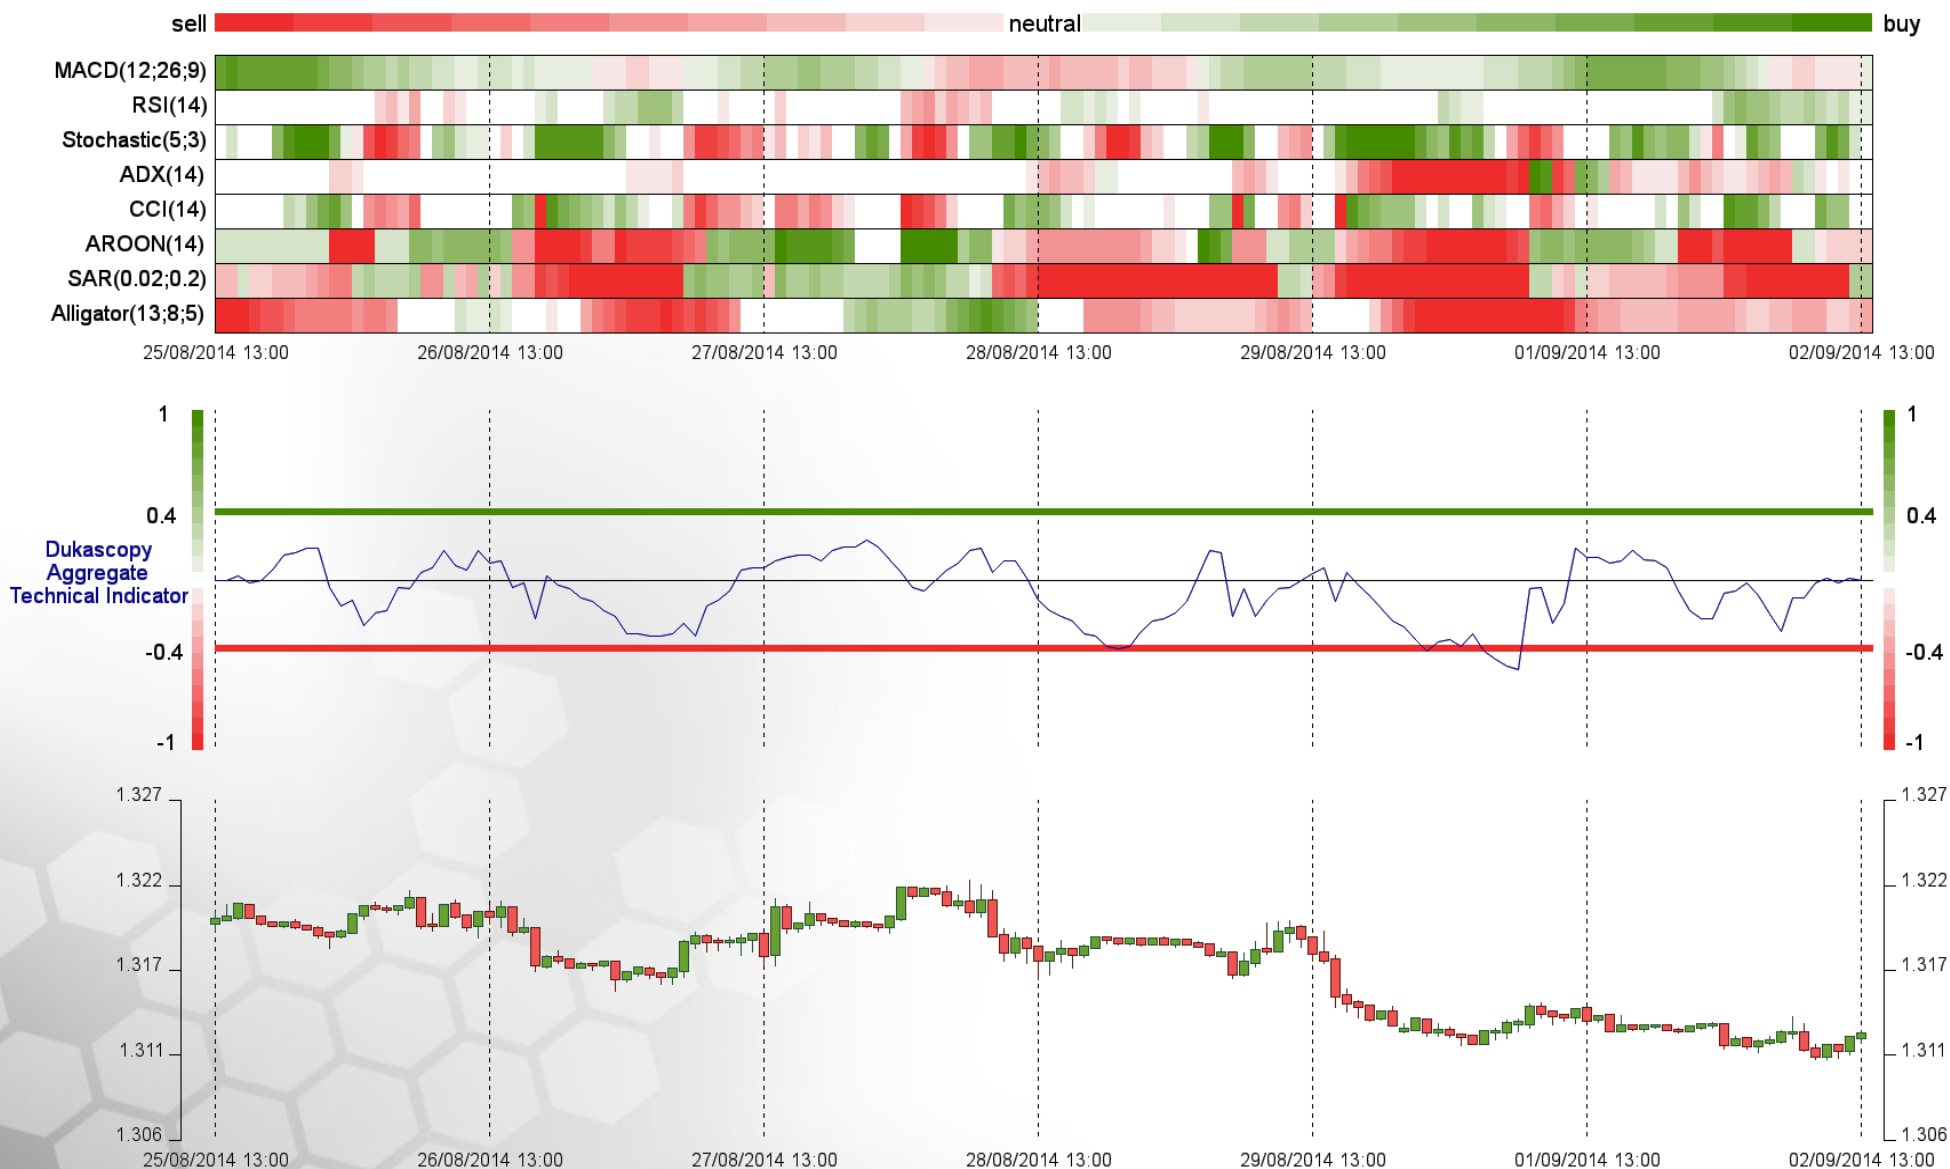 sell neutral buy
MACD(12;26;9)
RSI(14)
Stochastic(5;3)
ADX(14)
CCI(14)
AROON(14)
SAR(0.02;0.2)
Alligator(13;8;5)
25/08/2014 13:00 26/08/2014 13:00 27/08/2014 13:00 28/08/2014 13:00 29/08/2014 13:00 01/09/2014 13:00 02/09/2014 13:00
1 1
0.4 0.4
Dukascopy
Aggregate
Technical Indicator
-0.4 -0.4
-1 -1
1.327 1.327
1.322 1.322
1.317 1.317
1.311 1.311
1.306 1.306
25/08/2014 13:00 26/08/2014 13:00 27/08/2014 13:00 28/08/2014 13:00 29/08/2014 13:00 01/09/2014 13:00 02/09/2014 13:00